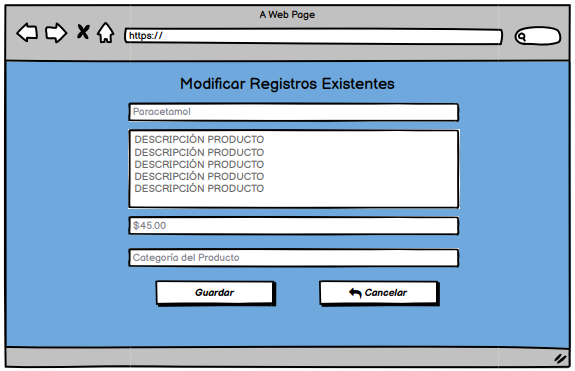 A Web Page
https://
Modificar Registros Existentes
Paracetamol
DESCRIPCIÓN PRODUCTO
DESCRIPCIÓN PRODUCTO
DESCRIPCIÓN PRODUCTO
DESCRIPCIÓN PRODUCTO
DESCRIPCIÓN PRODUCTO
$45.00
Categoría del Producto
Guardar
Cancelar